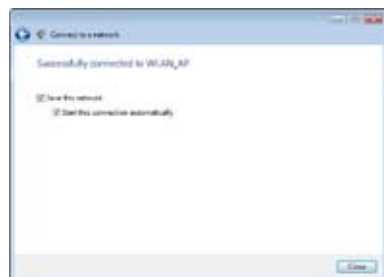 Connect to a network
Successfully connected to WLAN_AP
Save this network
Start this connection automatically
Close